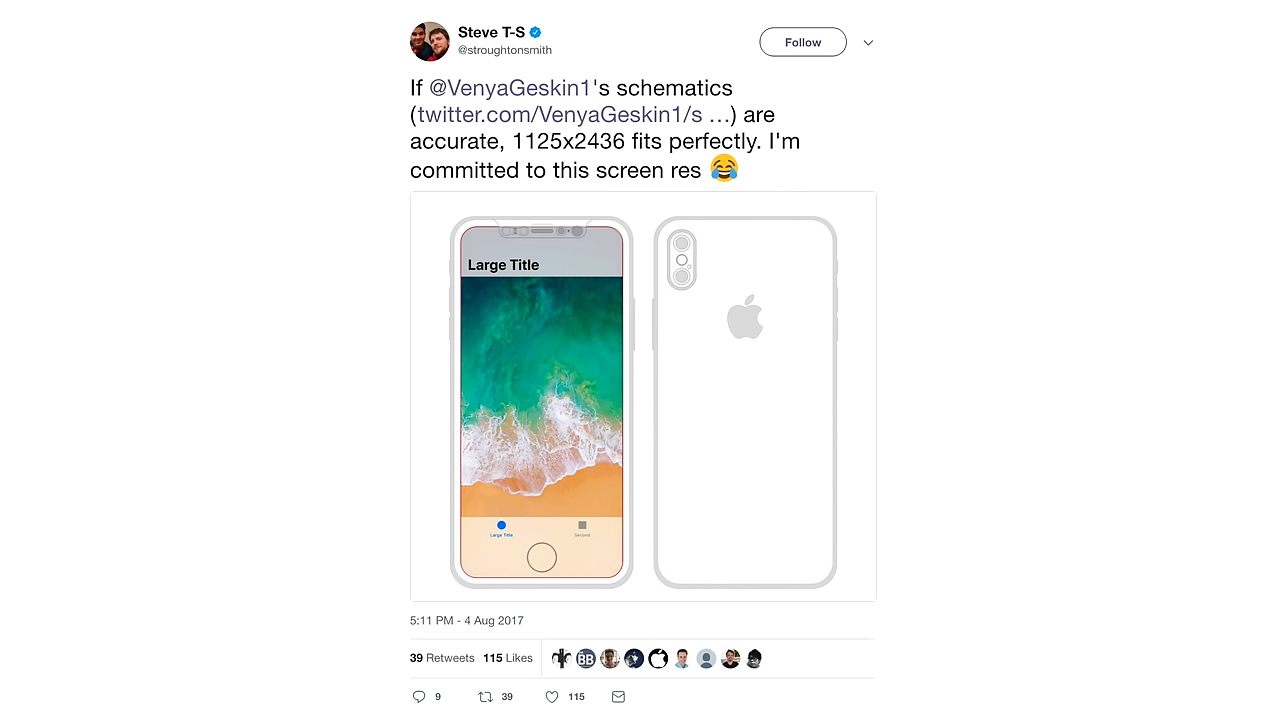 Steve T-S
@stroughtonsmith
Follow
If @VenyaGeskin1's schematics
(twitter.com/VenyaGeskin1/s …) are
accurate, 1125x2436 fits perfectly. I'm
committed to this screen res 😂
Large Title
Large Title
Second
5:11 PM - 4 Aug 2017
39 Retweets 115 Likes
BB
9
39
115